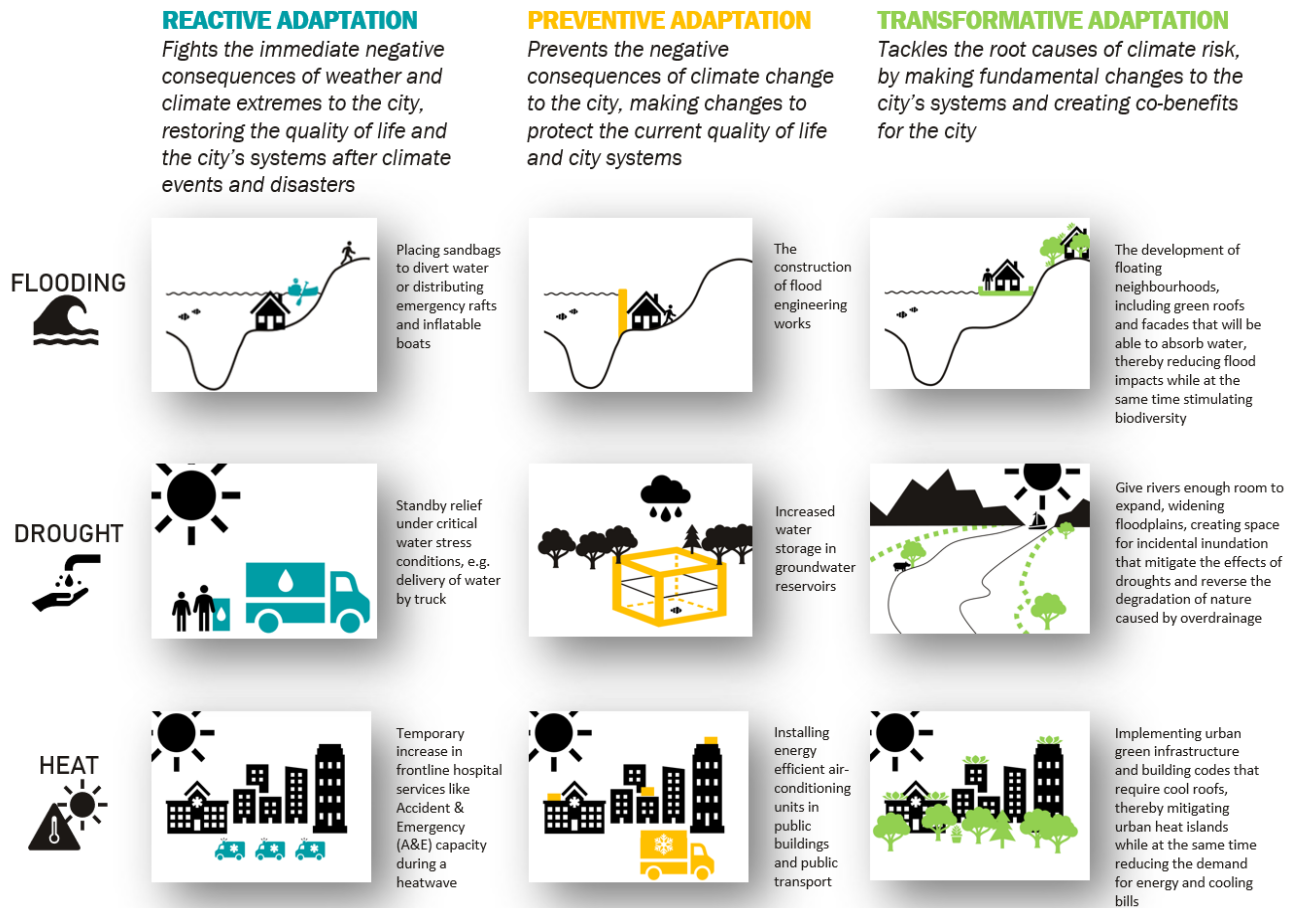 REACTIVE ADAPTATION
Fights the immediate negative
consequences of weather and
climate extremes to the city,
restoring the quality of life and
the city's systems after climate
events and disasters
PREVENTIVE ADAPTATION
Prevents the negative
consequences of climate change
to the city, making changes to
protect the current quality of life
and city systems
TRANSFORMATIVE ADAPTATION
Tackles the root causes of climate risk,
by making fundamental changes to the
city's systems and creating co-benefits
for the city
FLOODING
Placing sandbags
to divert water
or distributing
emergency rafts
and inflatable
boats
The
construction
of flood
engineering
works
The development of
floating
neighbourhoods,
including green roofs
and facades that will be
able to absorb water,
thereby reducing flood
impacts while at the
same time stimulating
biodiversity
DROUGHT
Standby relief
under critical
water stress
conditions, e.g.
delivery of water
by truck
Increased
water
storage in
groundwater
reservoirs
Give rivers enough room to
expand, widening
floodplains, creating space
for incidental inundation
that mitigate the effects of
droughts and reverse the
degradation of nature
caused by overdrainage
HEAT
Temporary
increase in
frontline hospital
services like
Accident &
Emergency
(A&E) capacity
during a
heatwave
Installing
energy
efficient air-
conditioning
units in
public
buildings
and public
transport
Implementing urban
green infrastructure
and building codes that
require cool roofs,
thereby mitigating
urban heat islands
while at the same time
reducing the demand
for energy and cooling
bills